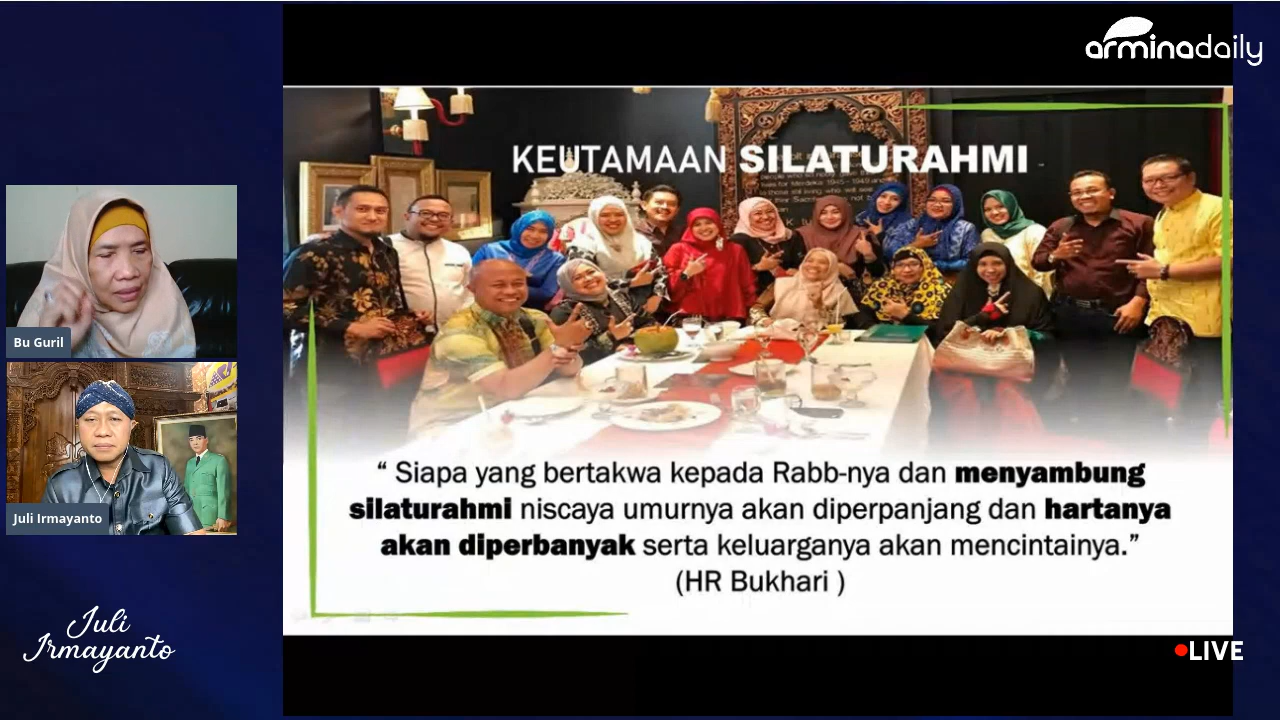 arminadaily
KEUTAMAAN SILATURAHMI
Bu Guril
Juli Irmayanto
“ Siapa yang bertakwa kepada Rabb-nya dan menyambung
silaturahmi niscaya umurnya akan diperpanjang dan hartanya
akan diperbanyak serta keluarganya akan mencintainya.”
(HR Bukhari )
Juli
Irmayanto
LIVE